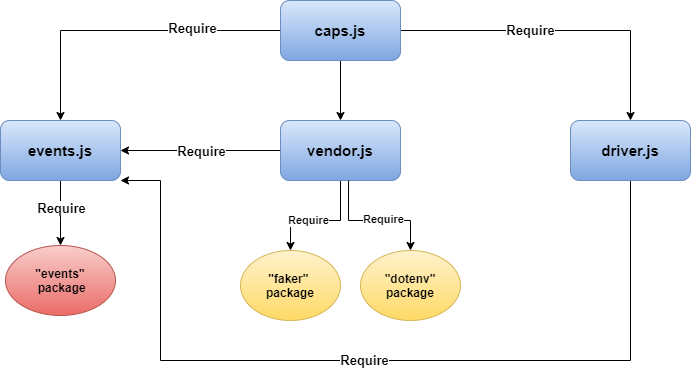 caps.js
Require
Require
events.js
Require
vendor.js
driver.js
Require
Require
Require
"events"
package
"faker"
package
"dotenv"
package
Require